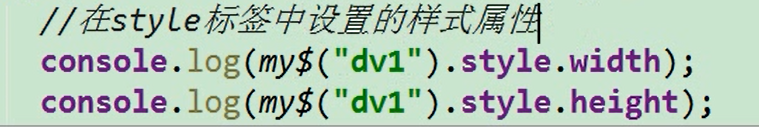 //在style标签中设置的样式属性
console.log(my$("dv1").style.width);
console.log(my$("dv1").style.height);